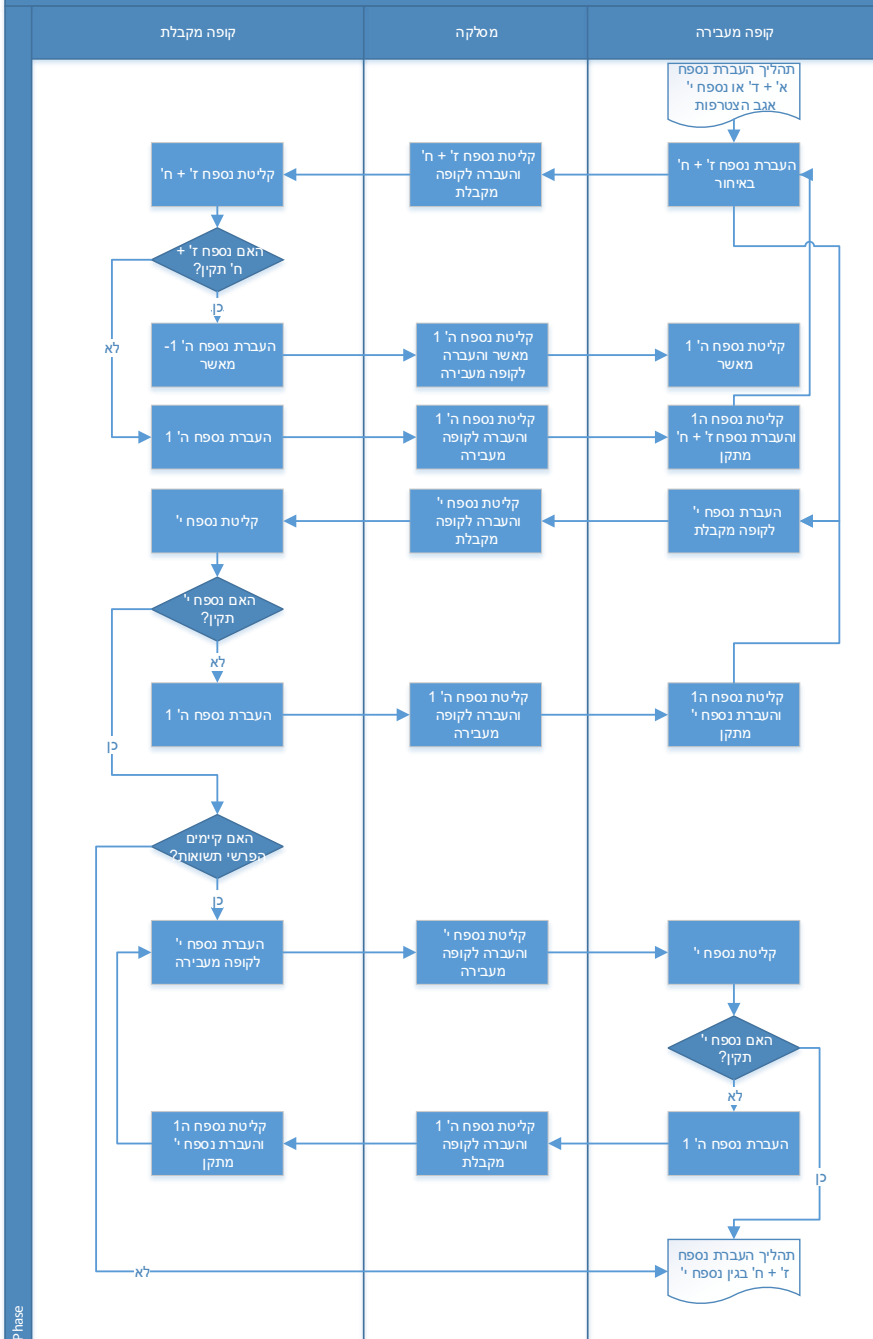 קופה מעבירה
מסלקה
קופה מקבלת
תהליך העברת נספח
א' + ד' או נספח י'
אגב הצטרפות
העברת נספח ז' + ח'
באיחור
קליטת נספח ז' + ח'
והעברה לקופה
מקבלת
קליטת נספח ז' + ח'
האם נספח ז' +
ח' תקין?
כן
לא
העברת נספח ה' 1-
מאשר
קליטת נספח ה' 1
מאשר והעברה
לקופה מעבירה
קליטת נספח ה' 1
מאשר
העברת נספח ה' 1
קליטת נספח ה' 1
והעברה לקופה
מעבירה
קליטת נספח ה1
והעברת נספח ז' + ח'
מתקן
העברת נספח י'
לקופה מקבלת
קליטת נספח י'
והעברה לקופה
מקבלת
קליטת נספח י'
האם נספח י'
תקין?
לא
העברת נספח ה' 1
קליטת נספח ה' 1
והעברה לקופה
מעבירה
קליטת נספח ה1
והעברת נספח י'
מתקן
כן
האם קיימים
הפרשי תשואות?
כן
העברת נספח י'
לקופה מעבירה
קליטת נספח י'
והעברה לקופה
מעבירה
קליטת נספח י'
האם נספח י'
תקין?
לא
העברת נספח ה' 1
קליטת נספח ה' 1
והעברה לקופה
מקבלת
קליטת נספח ה1
והעברת נספח י'
מתקן
כן
תהליך העברת נספח
ז' + ח' בגין נספח י'
לא
Phase